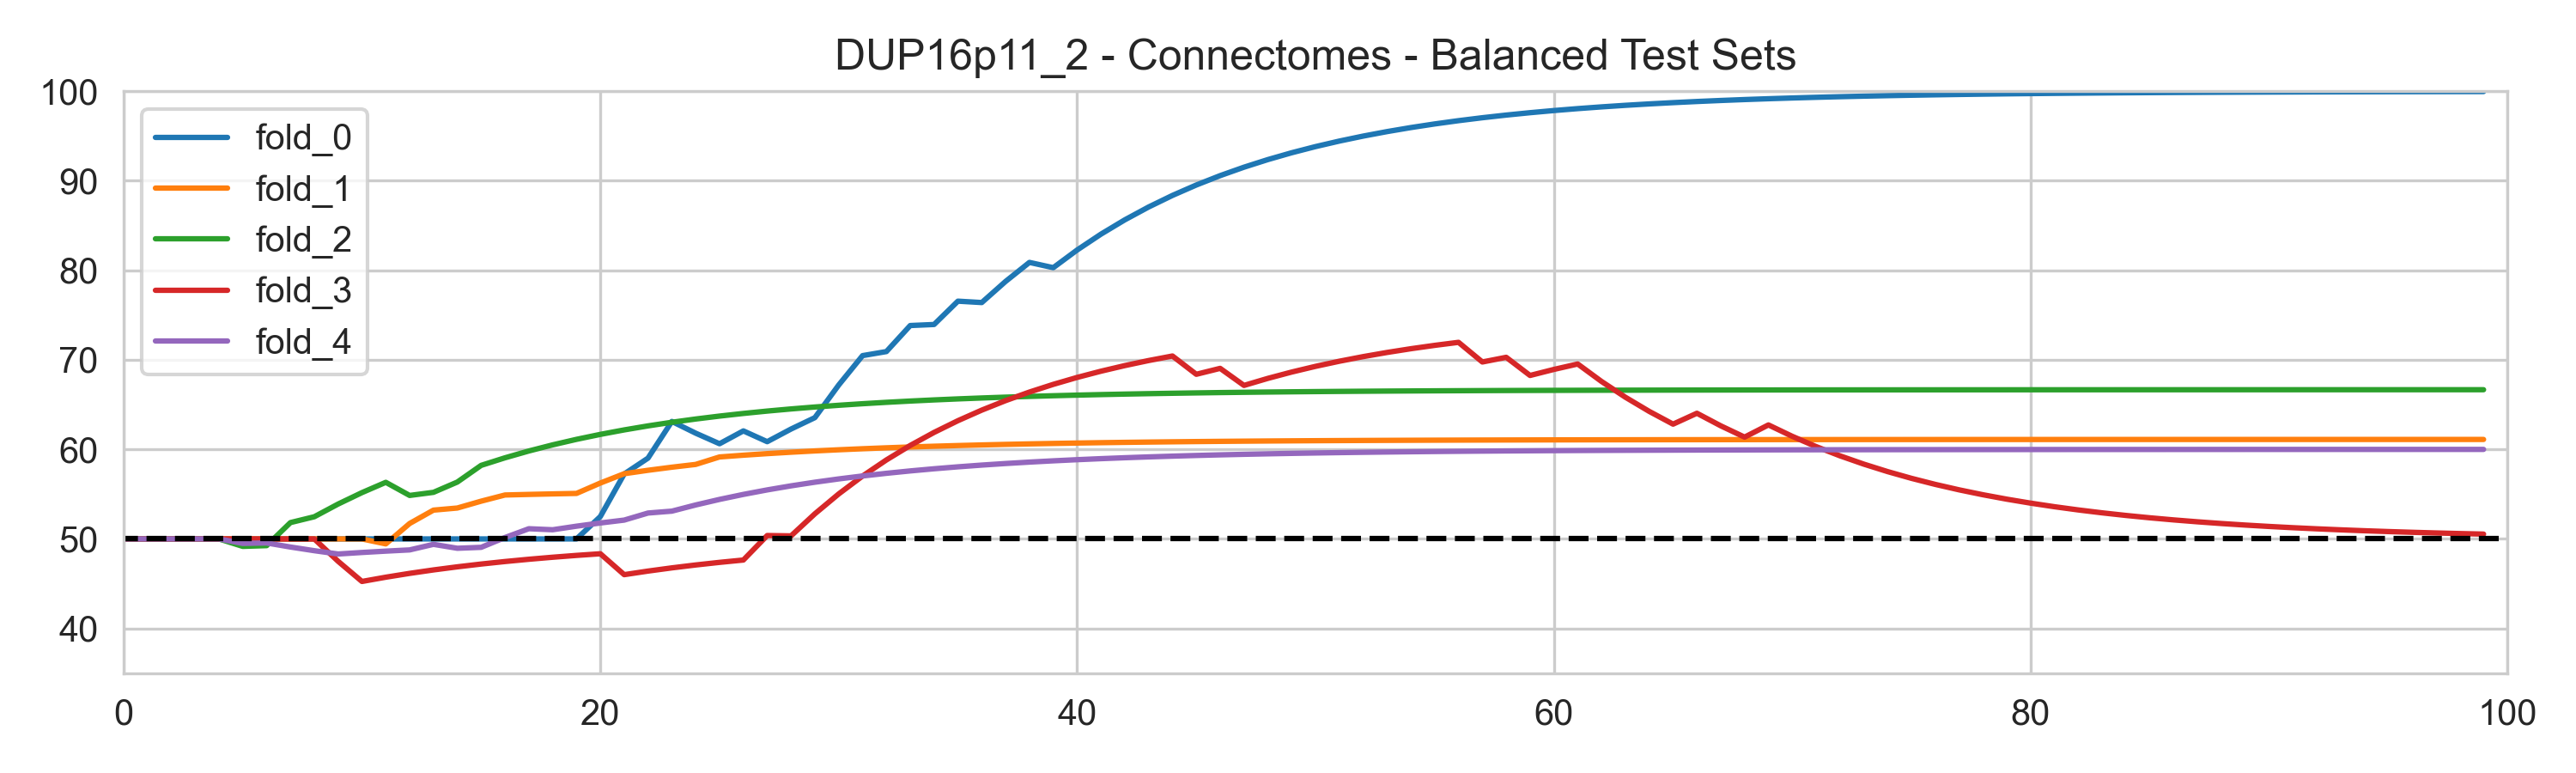 DUP16p11_2 - Connectomes - Balanced Test Sets
100
90
80
70
60
50
40
fold_0
fold_1
fold_2
fold_3
fold_4
0 20 40 60 80 100